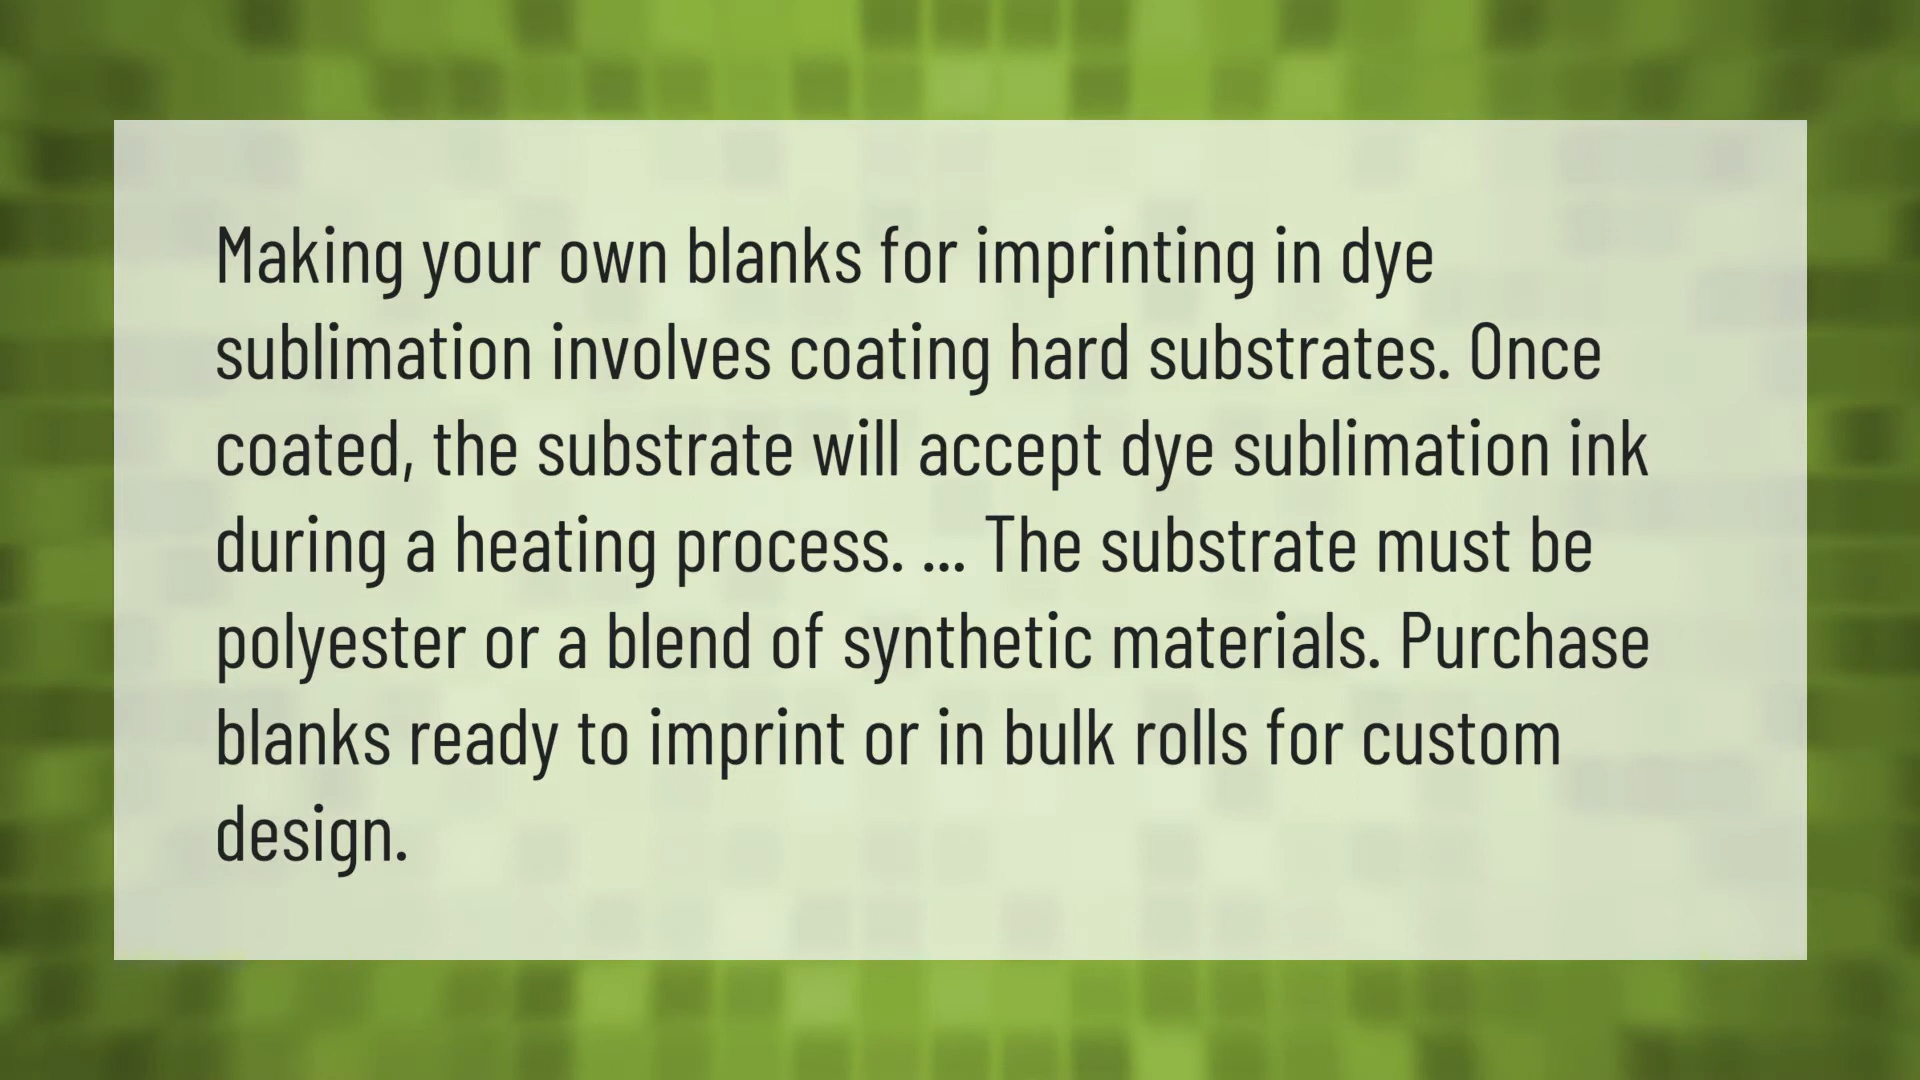 Making your own blanks for imprinting in dye
sublimation involves coating hard substrates. Once
coated, the substrate will accept dye sublimation ink
during a heating process. ... The substrate must be
polyester or a blend of synthetic materials. Purchase
blanks ready to imprint or in bulk rolls for custom
design.